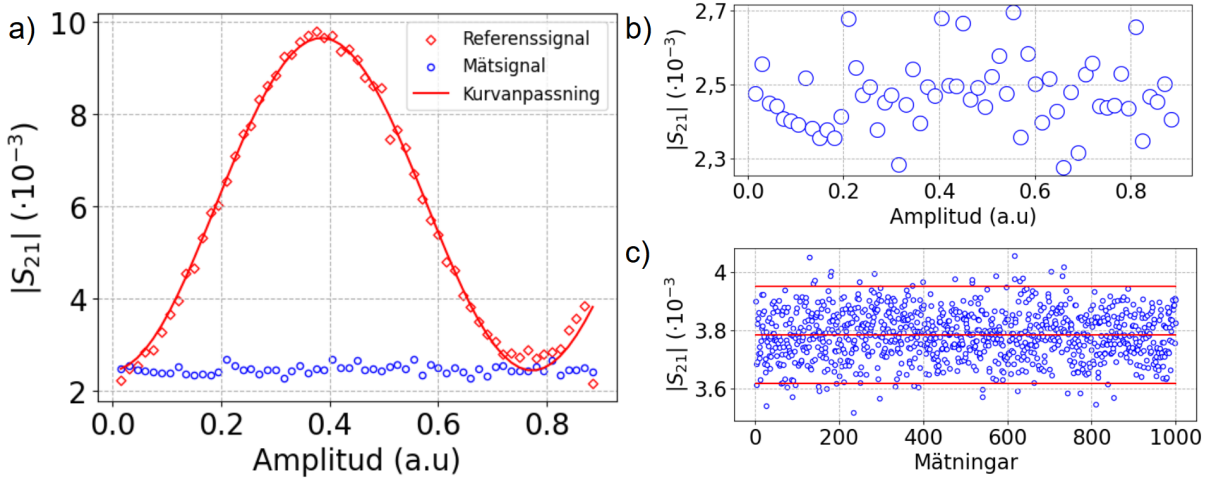 a)
|S21| (·10−3)
10
8
6
4
2
0.0 0.2 0.4 0.6 0.8
Amplitud (a.u)
Referenssignal
Mätsignal
Kurvanpassning
b)
|S21| (·10−3)
2,7
2,5
2,3
0.0 0.2 0.4 0.6 0.8
Amplitud (a.u)
c)
|S21| (·10−3
4
3.8
3.6
0 200 400 600 800 1000
Mätningar